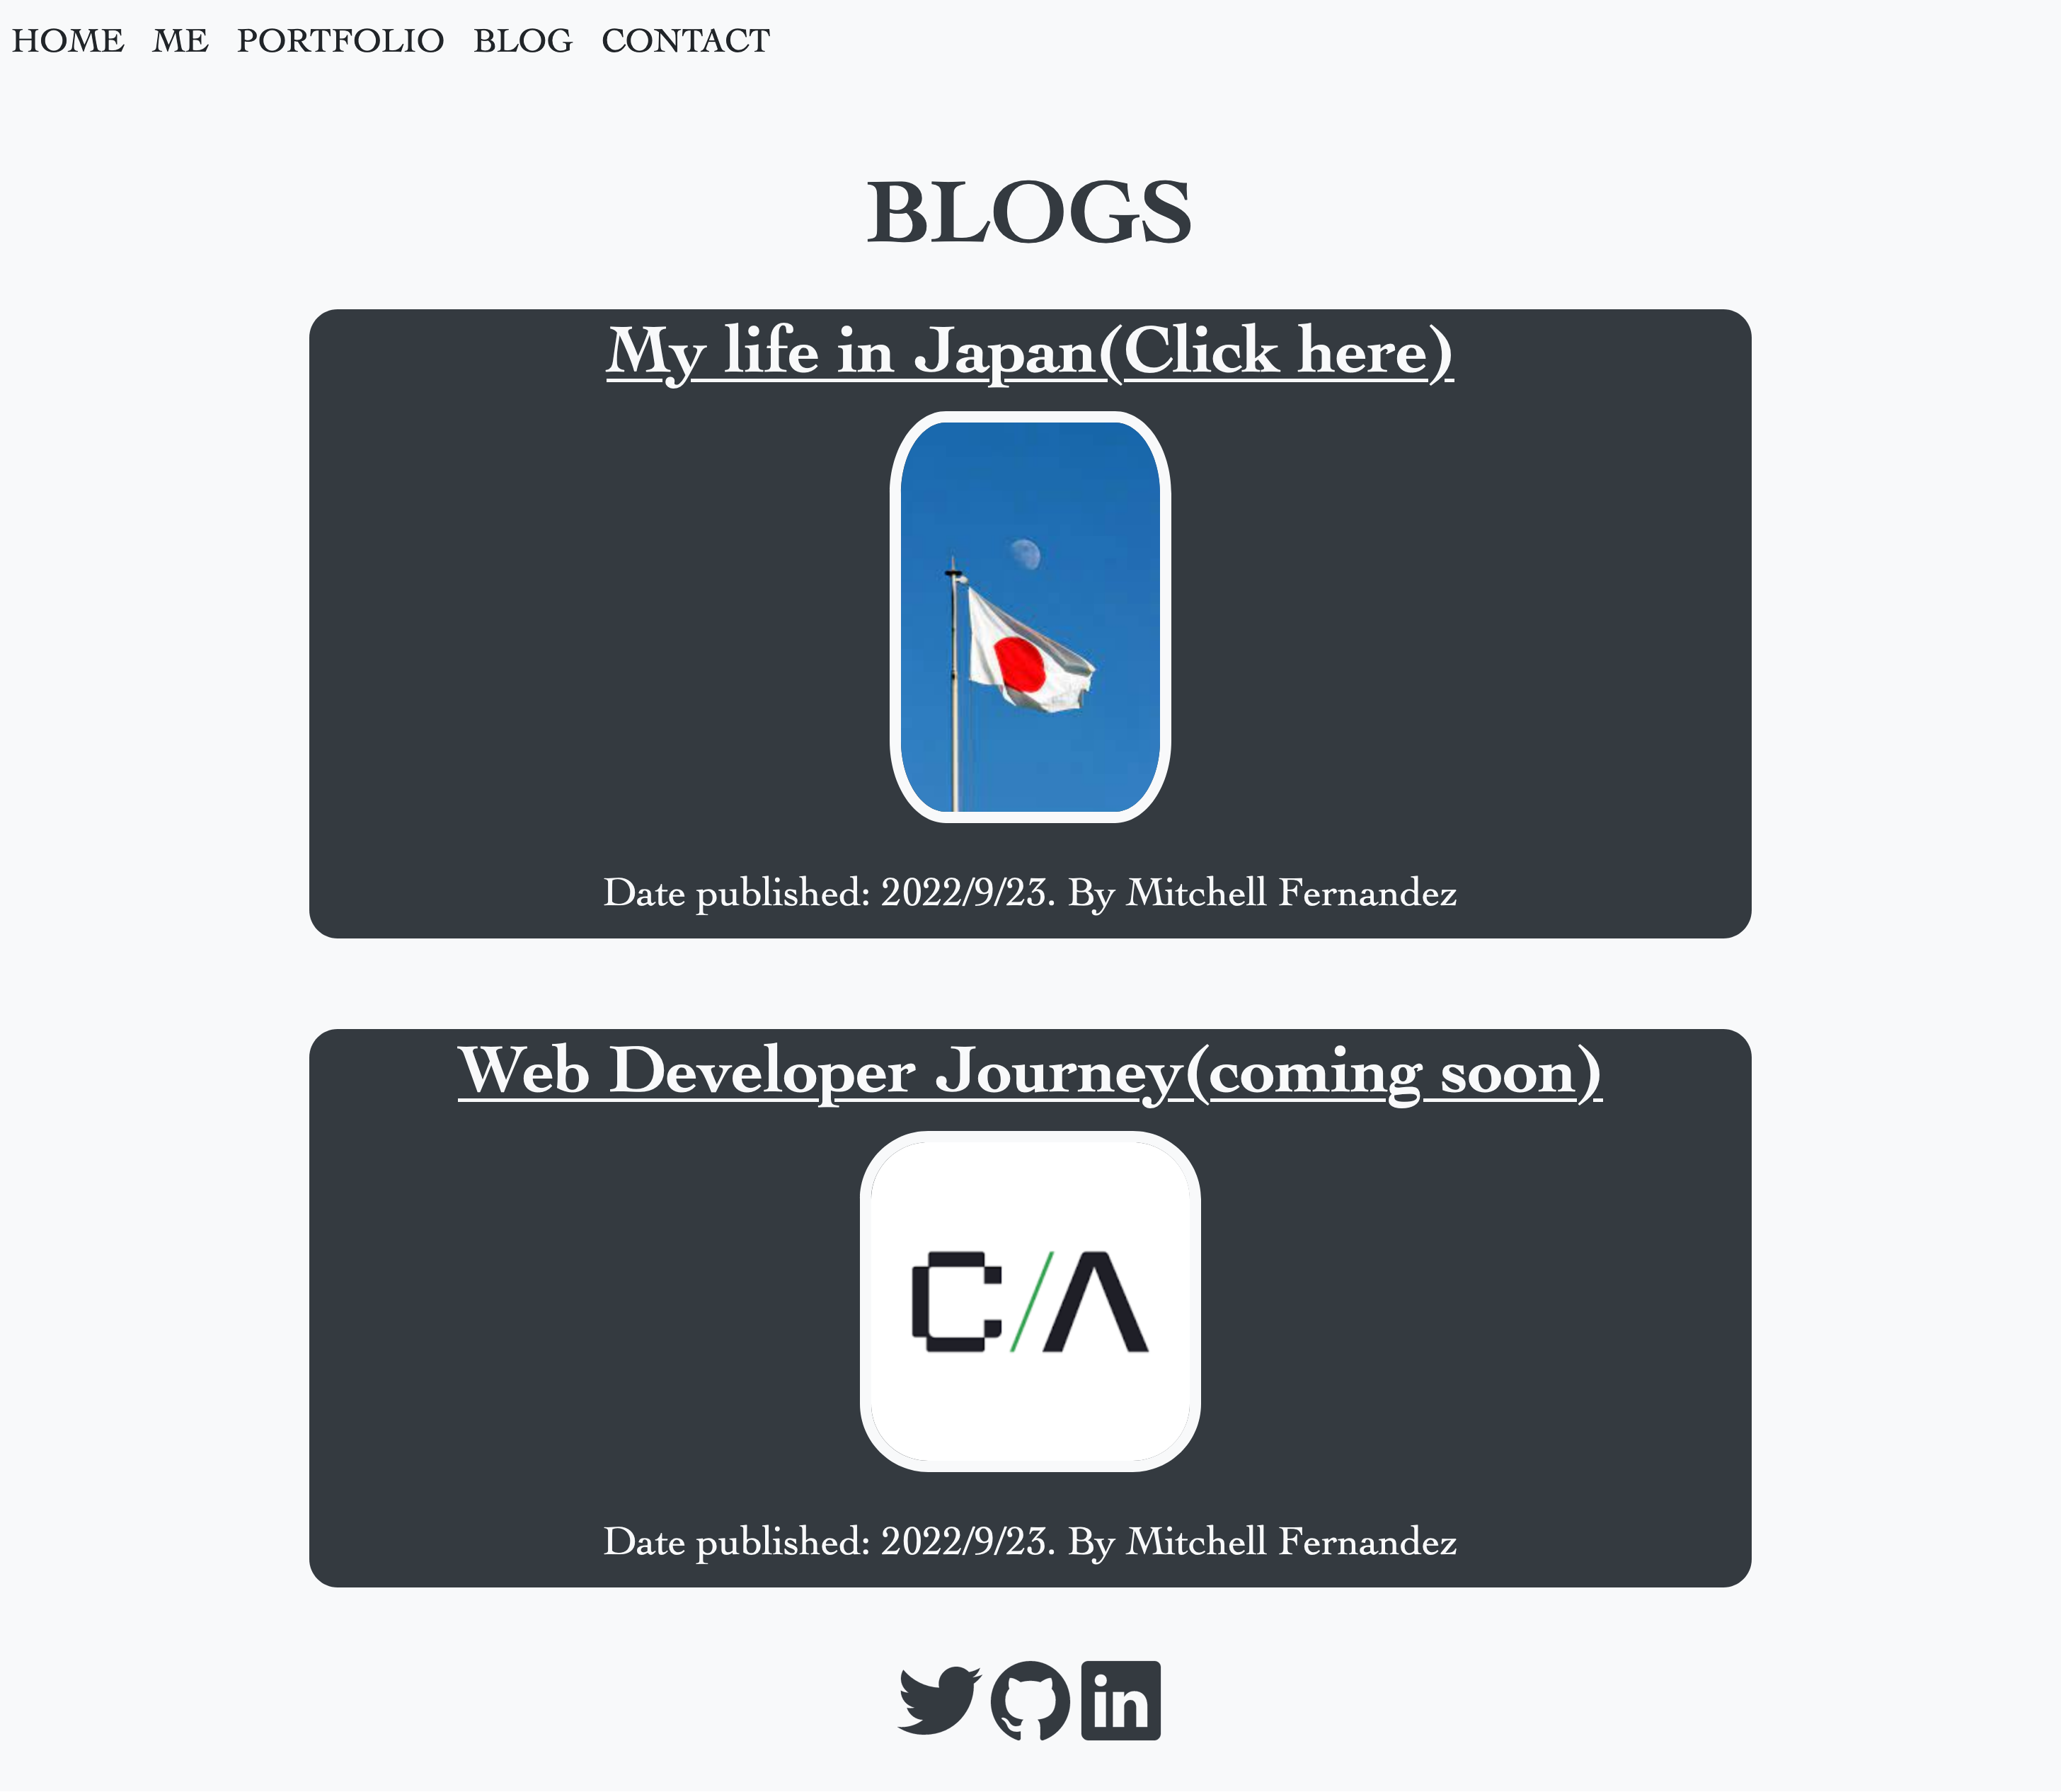 HOME ME PORTFOLIO BLOG CONTACT
BLOGS
My life in Japan(Click here)
Date published: 2022/9/23. By Mitchell Fernandez
Web Developer Journey(coming soon)
C/A
Date published: 2022/9/23. By Mitchell Fernandez
in